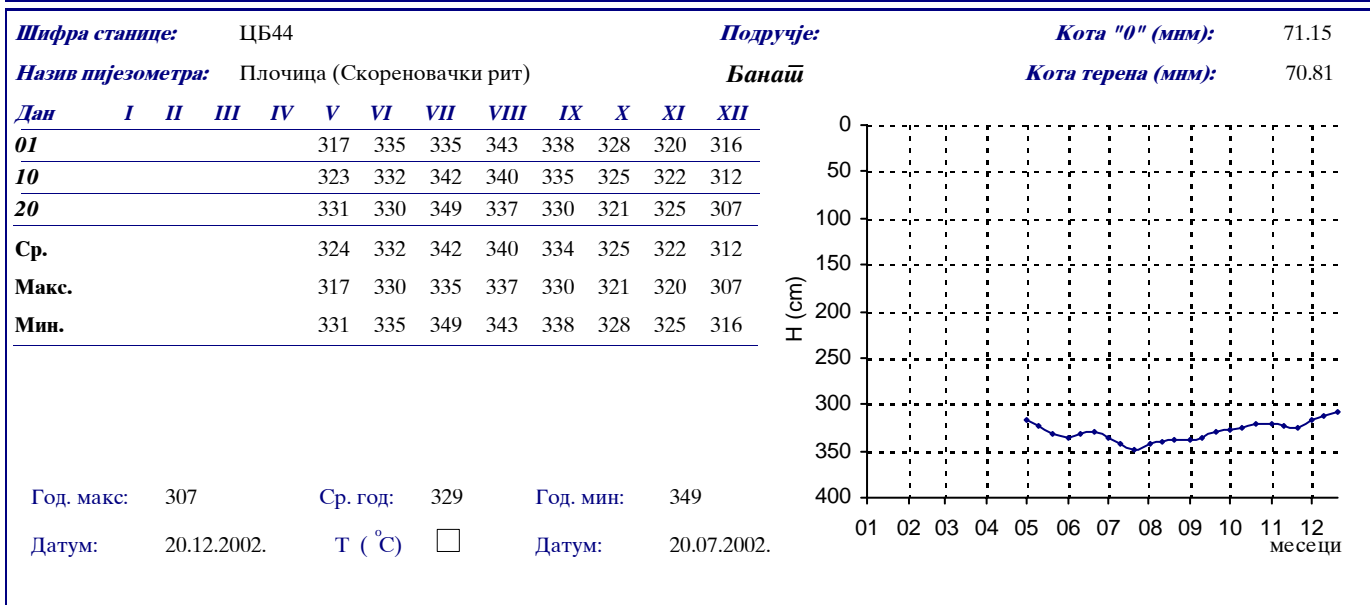 Шифра станице: ЦБ44 Подручје: Кота "0" (мнм): 71.15
Назив пијезометра: Плочица (Скореновачки рит) Банат Кота терена (мнм): 70.81
Дан I II III IV V VI VII VIII IX X XI XII
01 317 335 335 343 338 328 320 316
10 323 332 342 340 335 325 322 312
20 331 330 349 337 330 321 325 307
Ср. 324 332 342 340 334 325 322 312
Макс. 317 330 335 337 330 321 320 307
Мин. 331 335 349 343 338 328 325 316
0
50
100
150
200
250
300
350
400
H (cm)
01 02 03 04 05 06 07 08 09 10 11 12
месеци
Год. макс: 307 Ср. год: 329 Год. мин: 349
Датум: 20.12.2002. Т ( °С) Датум: 20.07.2002.